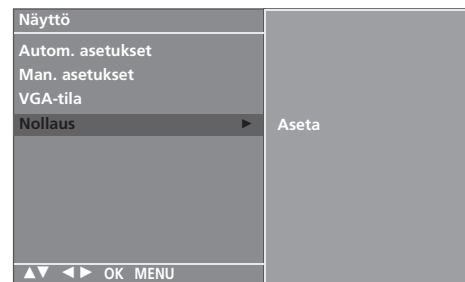 Näyttö
Autom. asetukset
Man. asetukset
VGA-tila
Nollaus ►
Aseta
▲▼ ◄► OK MENU